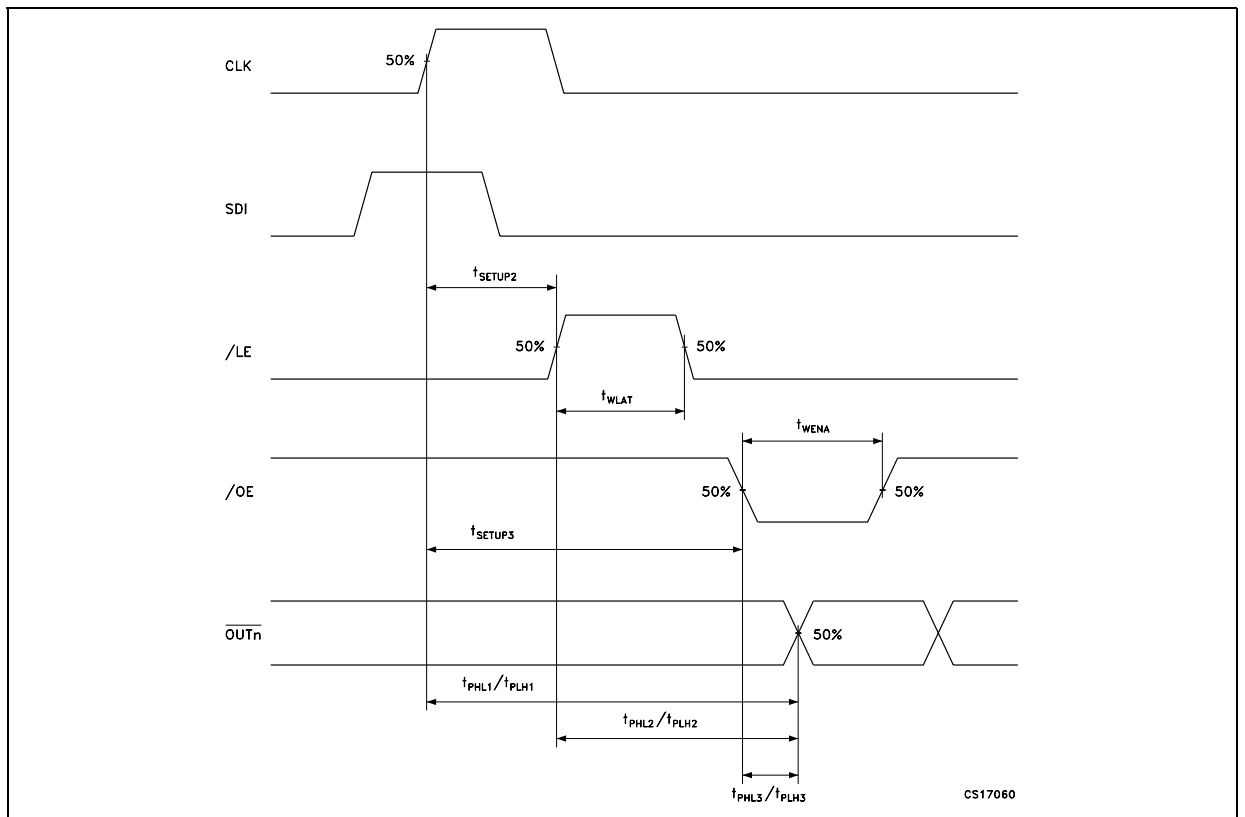 CLK
50%
SDI
tSETUP2
/LE
50%
50%
tWLAT
tWENA
/OE
50%
50%
tSETUP3
OUTn
50%
tPHL1/tPLH1
tPHL2/tPLH2
tPHL3/tPLH3
CS17060